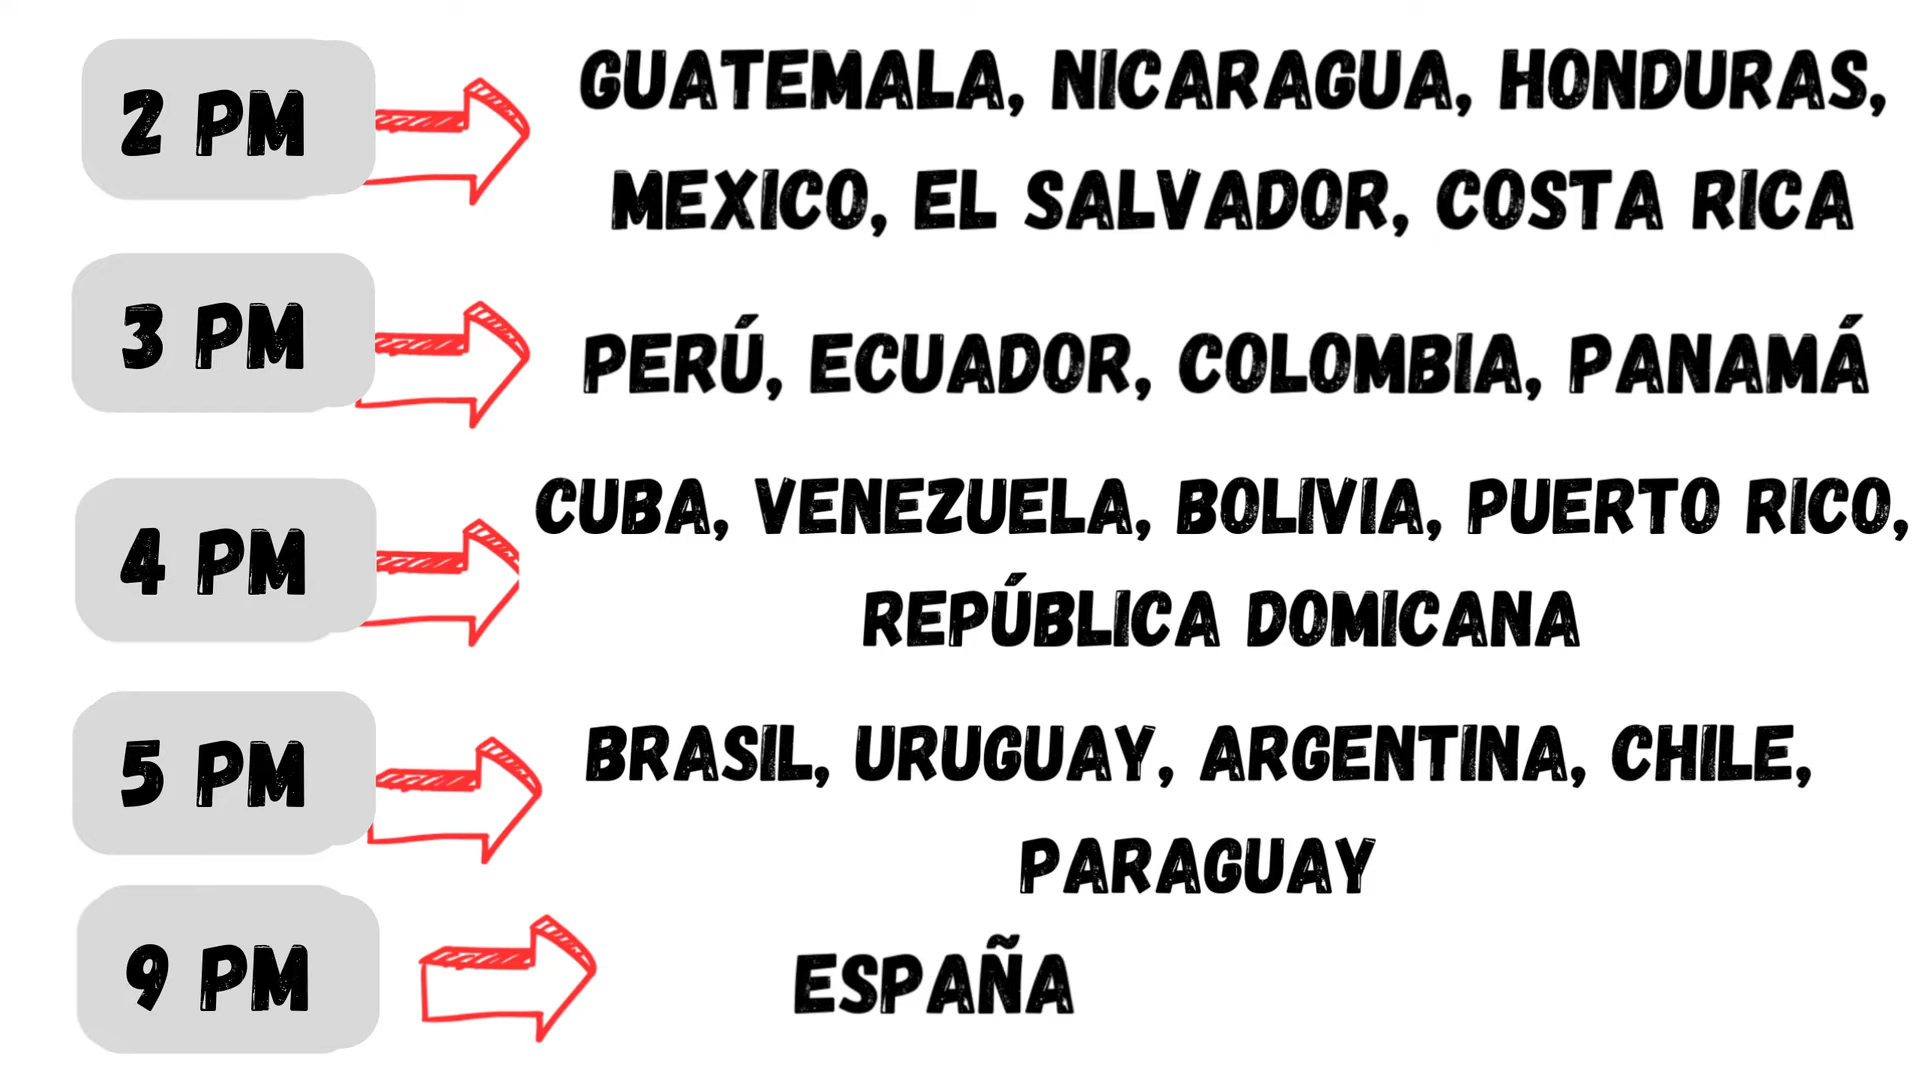 2 PM
GUATEMALA, NICARAGUA, HONDURAS,
MEXICO, EL SALVADOR, COSTA RICA
3 PM
PERÚ, ECUADOR, COLOMBIA, PANAMÁ
4 PM
CUBA, VENEZUELA, BOLIVIA, PUERTO RICO,
REPÚBLICA DOMICANA
5 PM
BRASIL, URUGUAY, ARGENTINA, CHILE,
PARAGUAY
9 PM
ESPAÑA